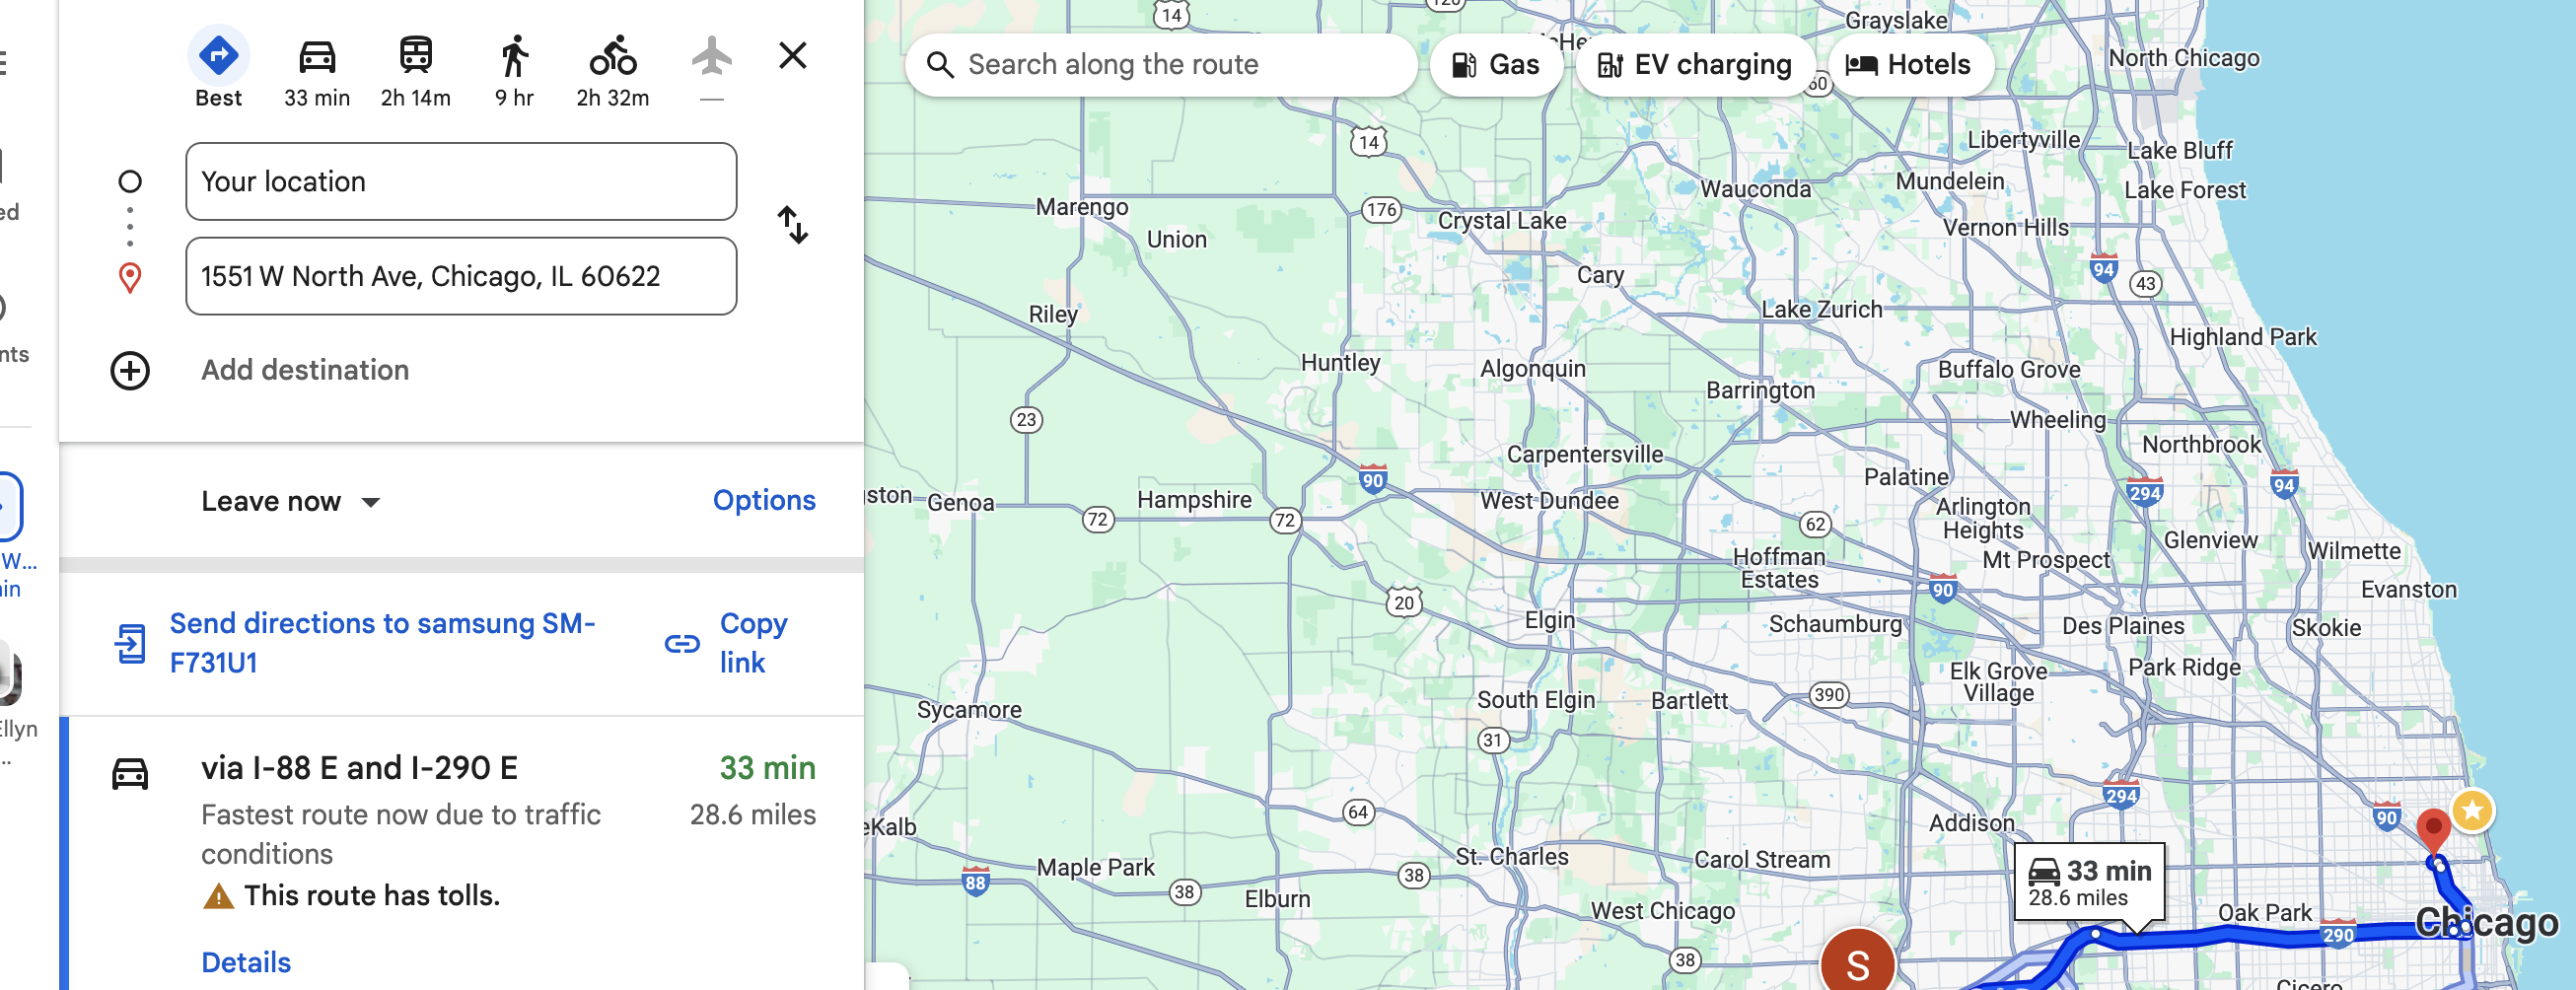 Best
33 min
2h 14m
9 hr
2h 32m
—
Your location
1551 W North Ave, Chicago, IL 60622
Add destination
Leave now
Options
Send directions to samsung SM-
F731U1
Copy
link
via I-88 E and I-290 E
33 min
Fastest route now due to traffic
conditions
28.6 miles
This route has tolls.
Details
Search along the route
Gas
EV charging
Hotels
14
Grayslake
North Chicago
14
Libertyville
Lake Bluff
Marengo
176
Wauconda
Mundelein
Lake Forest
Union
Crystal Lake
Vernon Hills
Cary
94
43
Riley
Lake Zurich
Highland Park
Huntley
Algonquin
Buffalo Grove
Barrington
23
Wheeling
Northbrook
Carpentersville
90
Palatine
294
94
Genoa
72
Hampshire
72
West Dundee
Arlington
Heights
62
Glenview
Wilmette
Hoffman
Estates
Mt Prospect
90
Evanston
20
Elgin
Schaumburg
Des Plaines
Skokie
Elk Grove
Village
Park Ridge
Sycamore
South Elgin
Bartlett
390
31
294
64
90
Addison
Maple Park
St. Charles
Carol Stream
33 min
28.6 miles
88
38
38
Elburn
West Chicago
Oak Park
Chicago
290
38
S